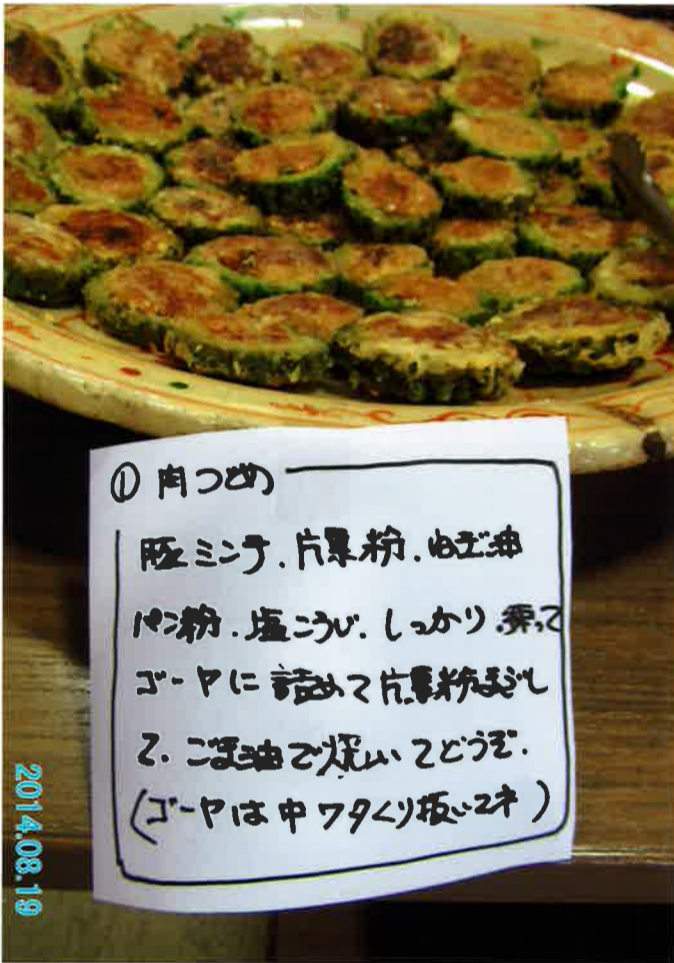 ① 肉つめ
豚ミンチ、片栗粉、ねぎ油
パン粉、塩こうじ、しっかり練って
ゴーヤに詰めて片栗粉まぶし
て、ごま油で焼いてどうぞ。
(ゴーヤは中ワタくり抜いてネ)
2014.08.19